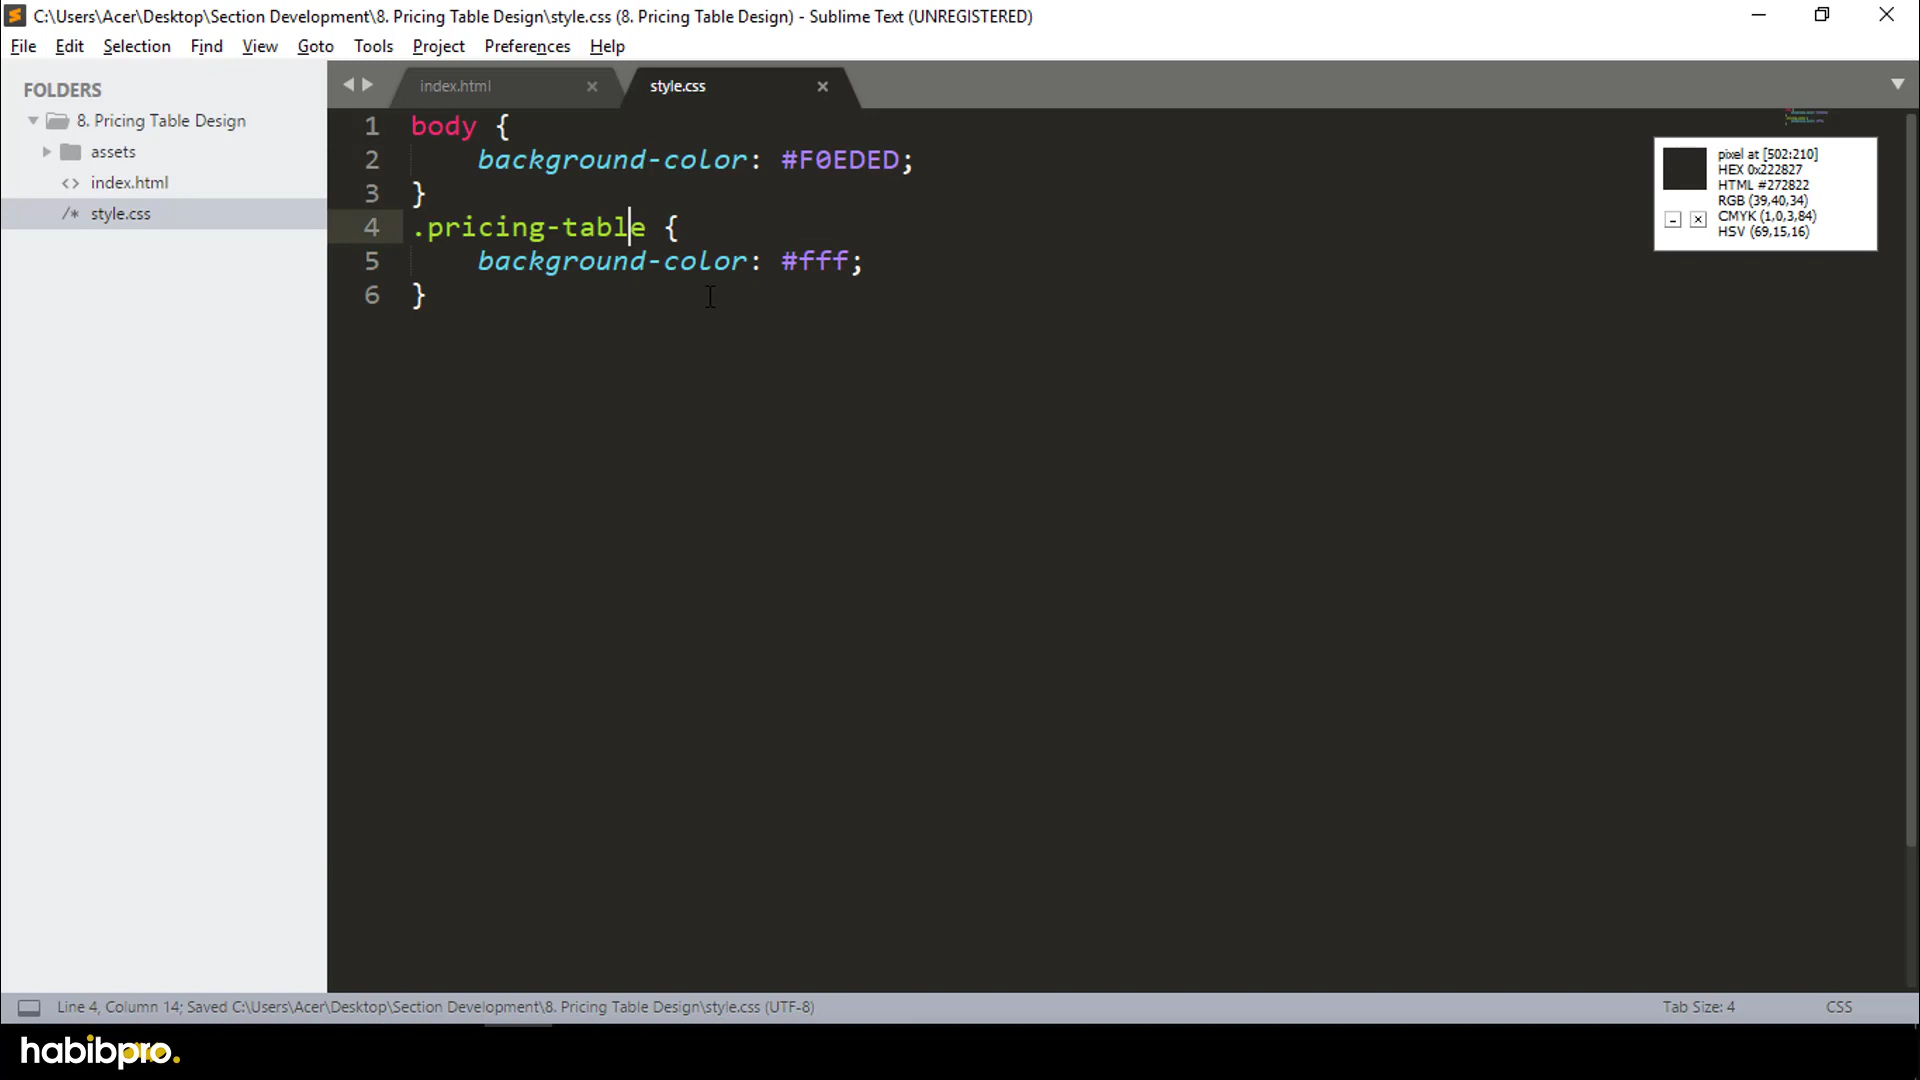 C:\Users\Acer\Desktop\Section Development\8. Pricing Table Design\style.css (8. Pricing Table Design) - Sublime Text (UNREGISTERED)
File Edit Selection Find View Goto Tools Project Preferences Help
FOLDERS
8. Pricing Table Design
assets
index.html
style.css
index.html
style.css
1 body {
2 background-color: #F0EDED;
3 }
4 .pricing-table {
5 background-color: #fff;
6 }
pixel at [502:210]
HEX 0x222827
HTML #272822
RGB (39,40,34)
CMYK (1,0,3,84)
HSV (69,15,16)
Line 4, Column 14; Saved C:\Users\Acer\Desktop\Section Development\8. Pricing Table Design\style.css (UTF-8)
Tab Size: 4
CSS
habibpro.